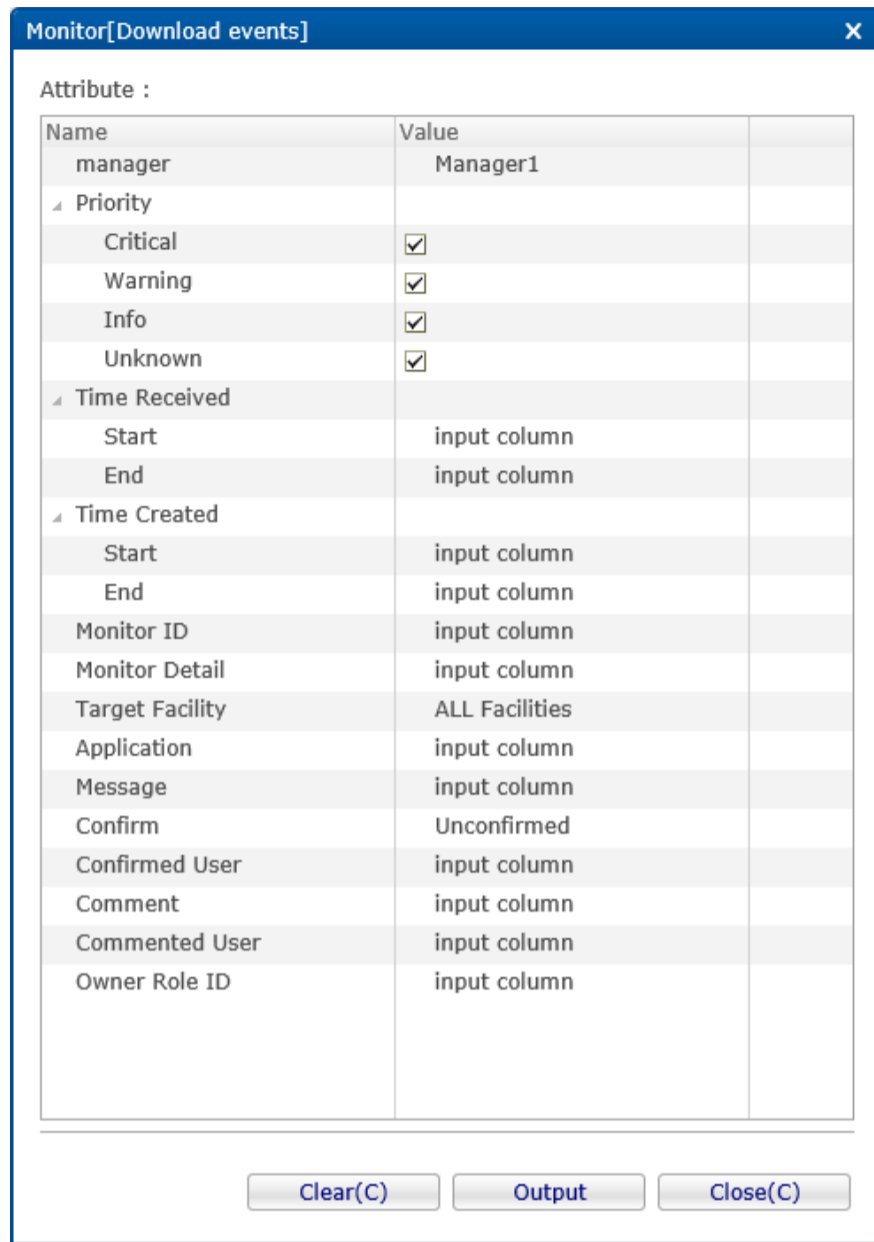 Monitor[Download events]
Attribute :
Name Value
manager Manager1
Priority
Critical
Warning
Info
Unknown
Time Received
Start input column
End input column
Time Created
Start input column
End input column
Monitor ID input column
Monitor Detail input column
Target Facility ALL Facilities
Application input column
Message input column
Confirm Unconfirmed
Confirmed User input column
Comment input column
Commented User input column
Owner Role ID input column
Clear(C) Output Close(C)